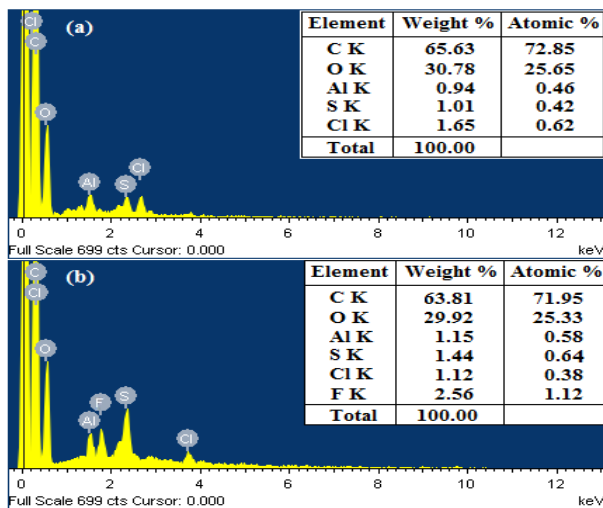 (a)
Cl
C
O
Al
S
Cl
Element Weight % Atomic %
C K 65.63 72.85
O K 30.78 25.65
Al K 0.94 0.46
S K 1.01 0.42
Cl K 1.65 0.62
Total 100.00
0 2 4 6 8 10 12
Full Scale 699 cts Cursor: 0.000 keV
(b)
C
Cl
O
Al
F
S
Cl
Element Weight % Atomic %
C K 63.81 71.95
O K 29.92 25.33
Al K 1.15 0.58
S K 1.44 0.64
Cl K 1.12 0.38
F K 2.56 1.12
Total 100.00
0 2 4 6 8 10 12
Full Scale 699 cts Cursor: 0.000 keV